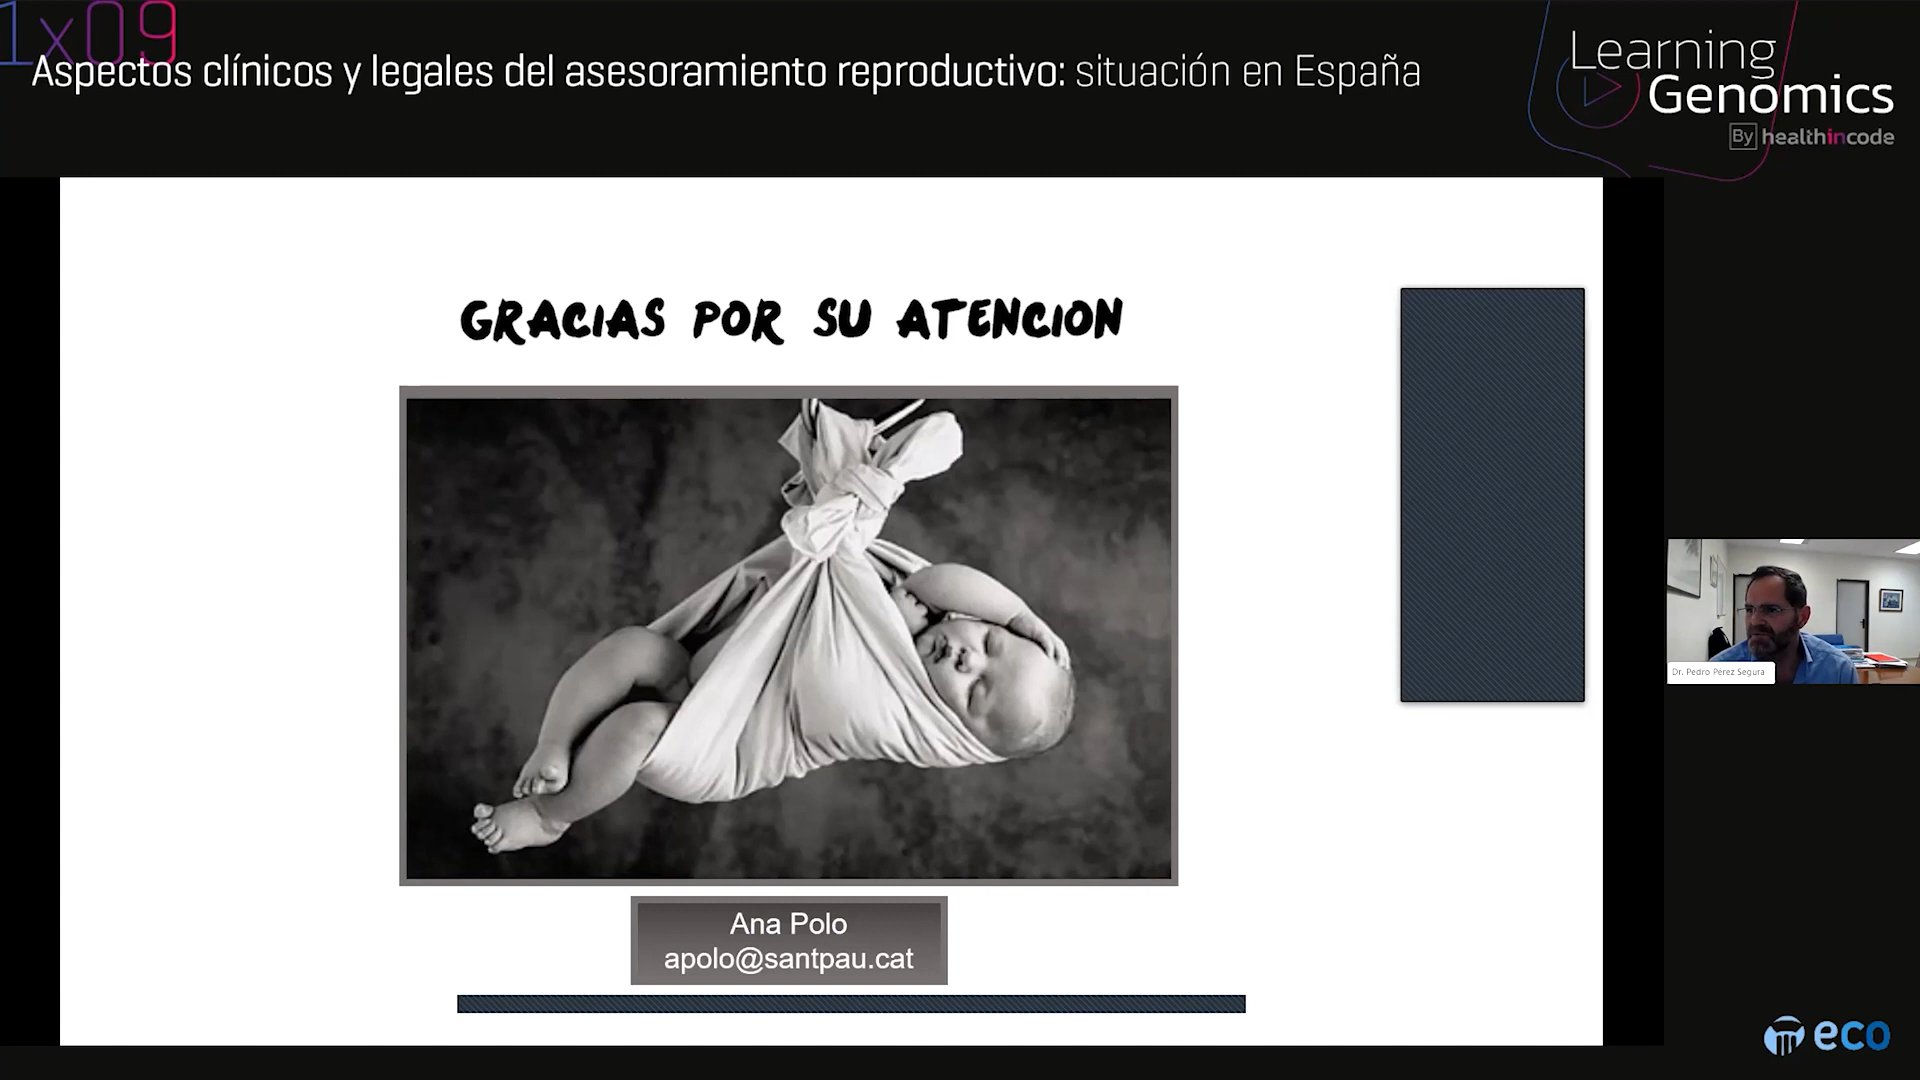 1x09
Aspectos clínicos y legales del asesoramiento reproductivo: situación en España
Learning
Genomics
By healthincode
GRACIAS POR SU ATENCION
Dr. Pedro Pérez Segura
Ana Polo
apolo@santpau.cat
eco